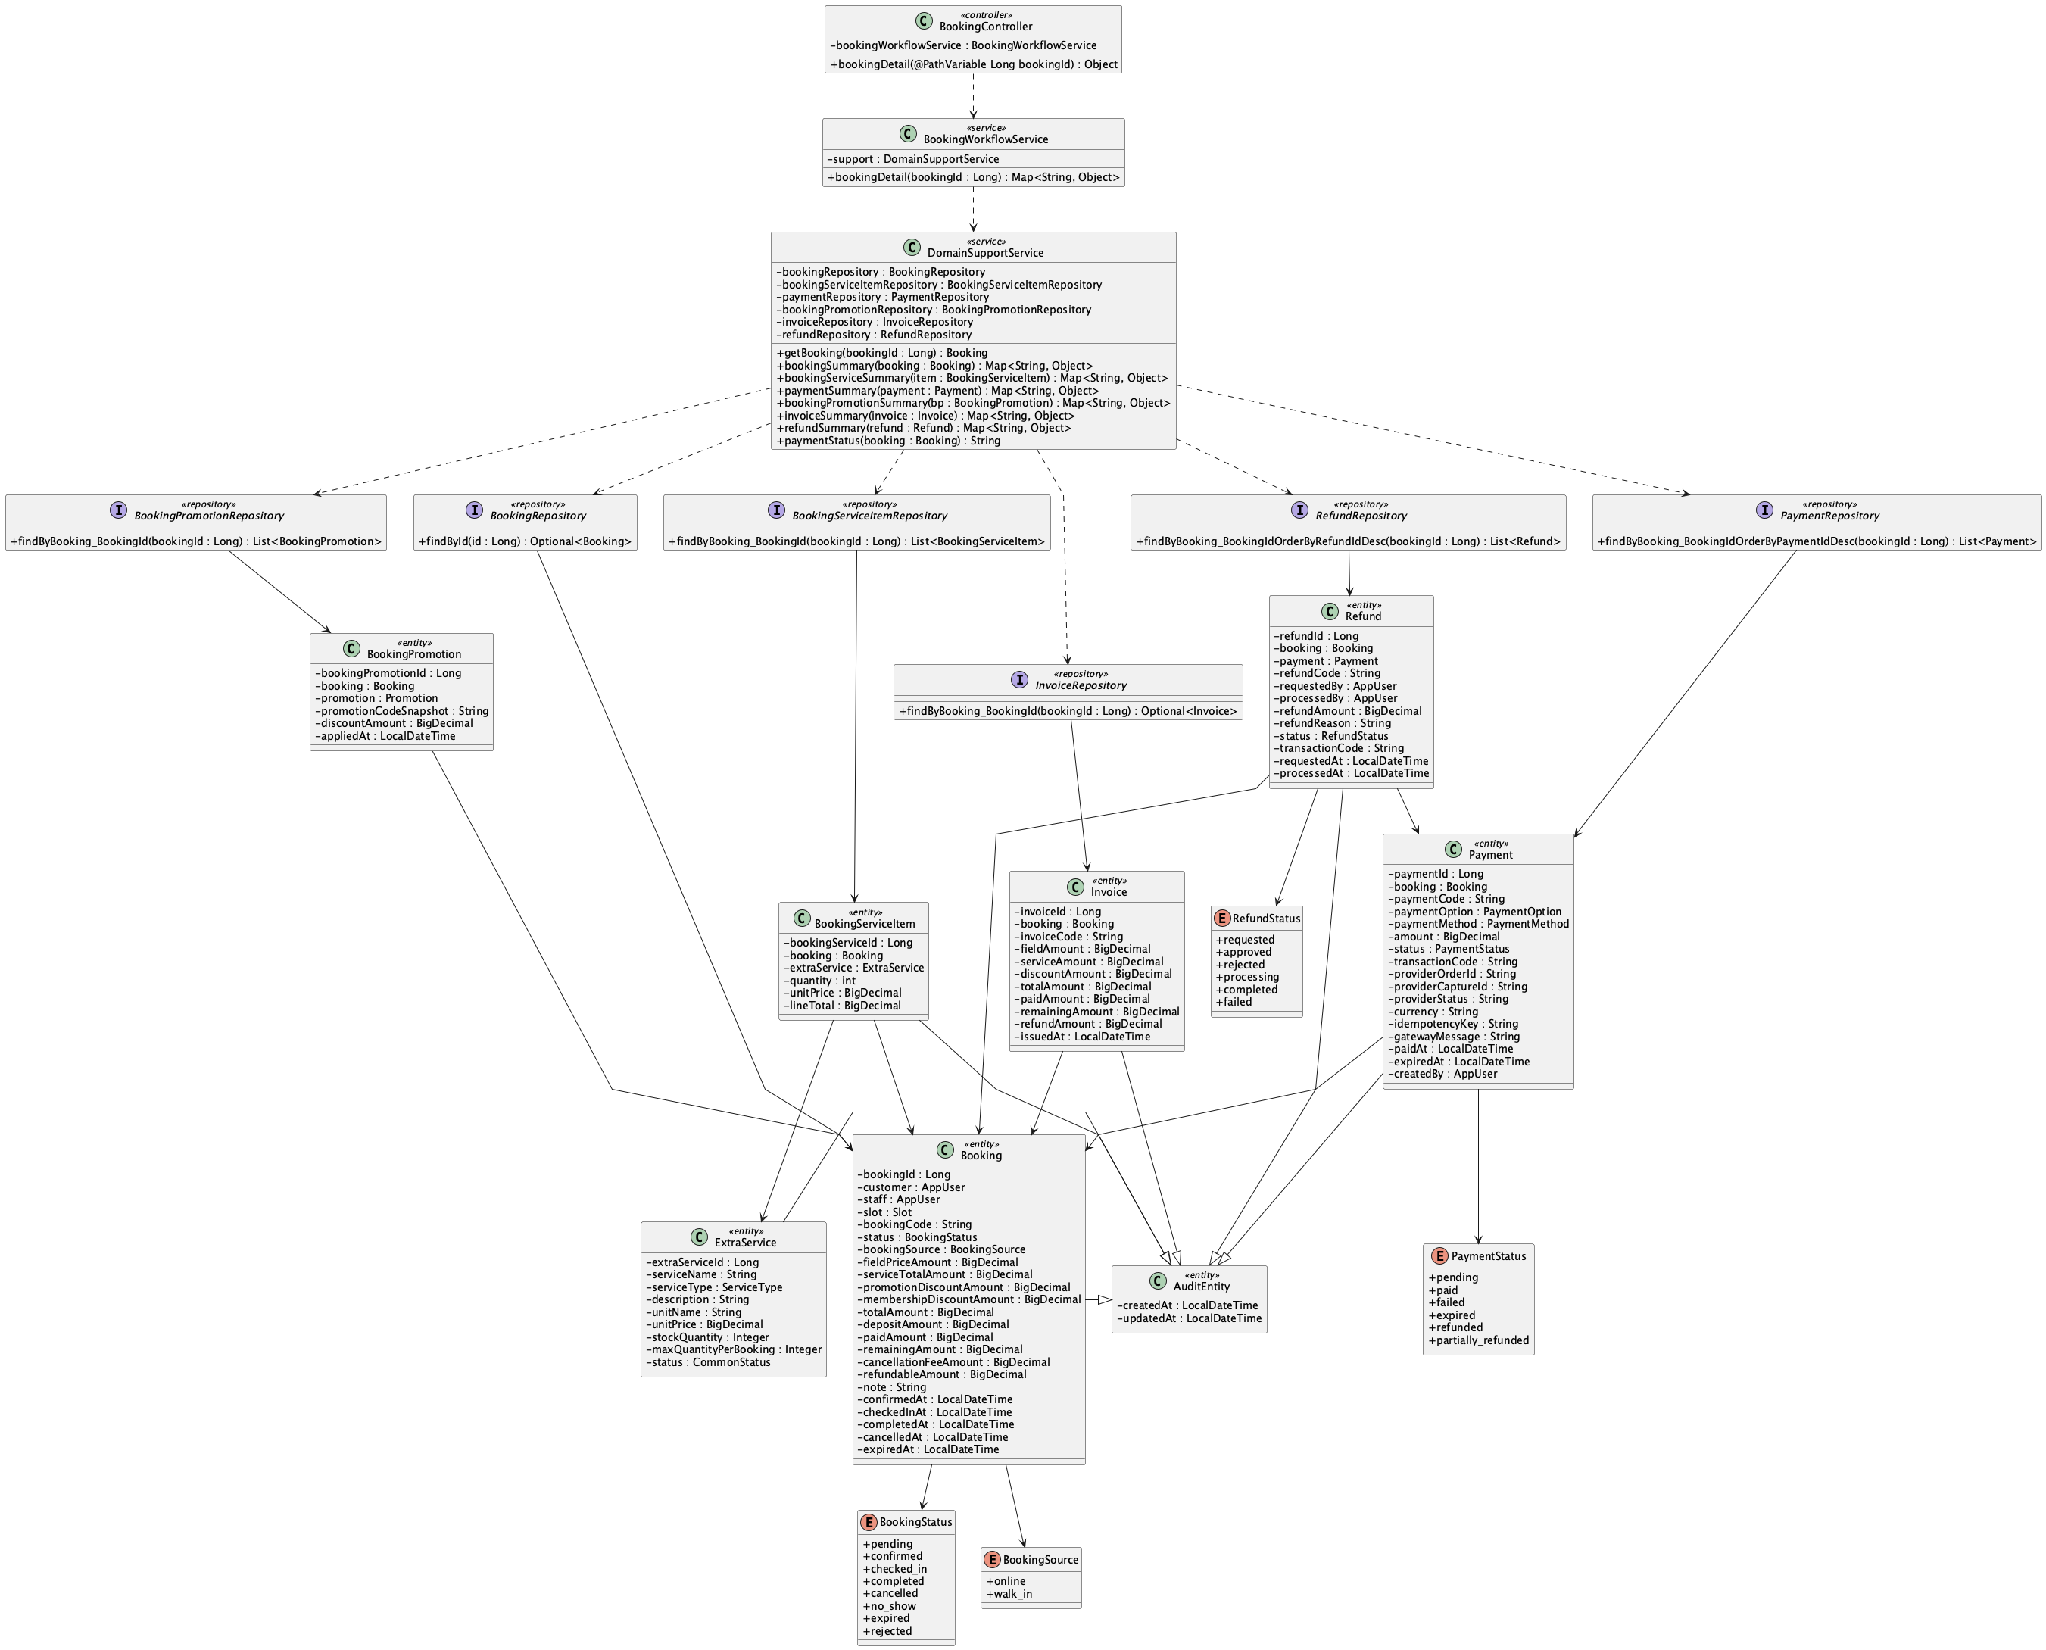 «controller»
C BookingController
-bookingWorkflowService : BookingWorkflowService
+bookingDetail(@PathVariable Long bookingId) : Object
«service»
C BookingWorkflowService
-support : DomainSupportService
+bookingDetail(bookingId : Long) : Map<String, Object>
«service»
C DomainSupportService
-bookingRepository : BookingRepository
-bookingServiceItemRepository : BookingServiceItemRepository
-paymentRepository : PaymentRepository
-bookingPromotionRepository : BookingPromotionRepository
-invoiceRepository : InvoiceRepository
-refundRepository : RefundRepository
+getBooking(bookingId : Long) : Booking
+bookingSummary(booking : Booking) : Map<String, Object>
+bookingServiceSummary(item : BookingServiceItem) : Map<String, Object>
+paymentSummary(payment : Payment) : Map<String, Object>
+bookingPromotionSummary(bp : BookingPromotion) : Map<String, Object>
+invoiceSummary(invoice : Invoice) : Map<String, Object>
+refundSummary(refund : Refund) : Map<String, Object>
+paymentStatus(booking : Booking) : String
«repository»
I BookingPromotionRepository
+findByBooking_BookingId(bookingId : Long) : List<BookingPromotion>
«repository»
I BookingRepository
+findById(id : Long) : Optional<Booking>
«repository»
I BookingServiceItemRepository
+findByBooking_BookingId(bookingId : Long) : List<BookingServiceItem>
«repository»
I RefundRepository
+findByBooking_BookingIdOrderByRefundIdDesc(bookingId : Long) : List<Refund>
«repository»
I PaymentRepository
+findByBooking_BookingIdOrderByPaymentIdDesc(bookingId : Long) : List<Payment>
«entity»
C Refund
-refundId : Long
-booking : Booking
-payment : Payment
-refundCode : String
-requestedBy : AppUser
-processedBy : AppUser
-refundAmount : BigDecimal
-refundReason : String
-status : RefundStatus
-transactionCode : String
-requestedAt : LocalDateTime
-processedAt : LocalDateTime
«entity»
C BookingPromotion
-bookingPromotionId : Long
-booking : Booking
-promotion : Promotion
-promotionCodeSnapshot : String
-discountAmount : BigDecimal
-appliedAt : LocalDateTime
«repository»
I InvoiceRepository
+findByBooking_BookingId(bookingId : Long) : Optional<Invoice>
«entity»
C Payment
-paymentId : Long
-booking : Booking
-paymentCode : String
-paymentOption : PaymentOption
-paymentMethod : PaymentMethod
-amount : BigDecimal
-status : PaymentStatus
-transactionCode : String
-providerOrderId : String
-providerCaptureId : String
-providerStatus : String
-currency : String
-idempotencyKey : String
-gatewayMessage : String
-paidAt : LocalDateTime
-expiredAt : LocalDateTime
-createdBy : AppUser
«entity»
C Invoice
-invoiceId : Long
-booking : Booking
-invoiceCode : String
-fieldAmount : BigDecimal
-serviceAmount : BigDecimal
-discountAmount : BigDecimal
-totalAmount : BigDecimal
-paidAmount : BigDecimal
-remainingAmount : BigDecimal
-refundAmount : BigDecimal
-issuedAt : LocalDateTime
«entity»
C BookingServiceItem
-bookingServiceId : Long
-booking : Booking
-extraService : ExtraService
-quantity : int
-unitPrice : BigDecimal
-lineTotal : BigDecimal
E RefundStatus
+requested
+approved
+rejected
+processing
+completed
+failed
«entity»
C Booking
-bookingId : Long
-customer : AppUser
-staff : AppUser
-slot : Slot
-bookingCode : String
-status : BookingStatus
-bookingSource : BookingSource
-fieldPriceAmount : BigDecimal
-serviceTotalAmount : BigDecimal
-promotionDiscountAmount : BigDecimal
-membershipDiscountAmount : BigDecimal
-totalAmount : BigDecimal
-depositAmount : BigDecimal
-paidAmount : BigDecimal
-remainingAmount : BigDecimal
-cancellationFeeAmount : BigDecimal
-refundableAmount : BigDecimal
-note : String
-confirmedAt : LocalDateTime
-checkedInAt : LocalDateTime
-completedAt : LocalDateTime
-cancelledAt : LocalDateTime
-expiredAt : LocalDateTime
«entity»
C ExtraService
-extraServiceId : Long
-serviceName : String
-serviceType : ServiceType
-description : String
-unitName : String
-unitPrice : BigDecimal
-stockQuantity : Integer
-maxQuantityPerBooking : Integer
-status : CommonStatus
«entity»
C AuditEntity
-createdAt : LocalDateTime
-updatedAt : LocalDateTime
E PaymentStatus
+pending
+paid
+failed
+expired
+refunded
+partially_refunded
E BookingStatus
+pending
+confirmed
+checked_in
+completed
+cancelled
+no_show
+expired
+rejected
E BookingSource
+online
+walk_in